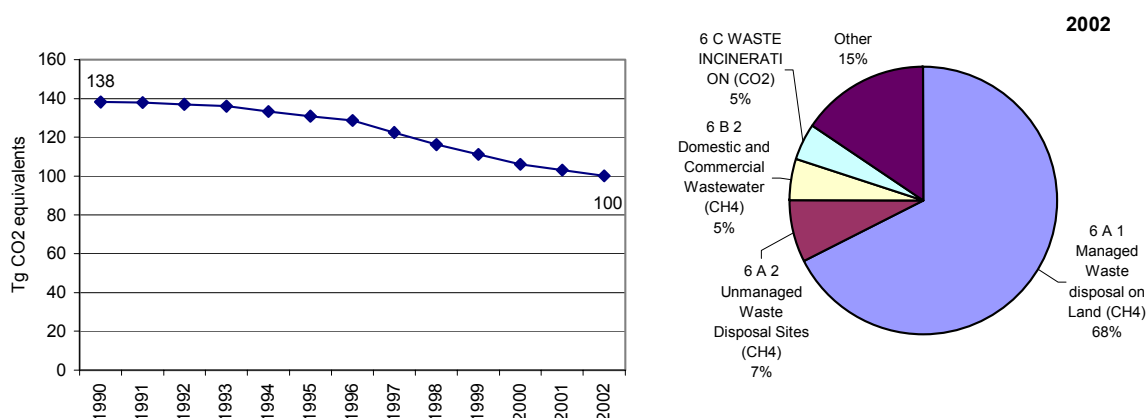 160
140
120
100
80
60
40
20
0
Tg CO2 equivalents
138
100
1990
1991
1992
1993
1994
1995
1996
1997
1998
1999
2000
2001
2002
2002
6 C WASTE
INCINERATI
ON (CO2)
5%
Other
15%
6 B 2
Domestic and
Commercial
Wastewater
(CH4)
5%
6 A 2
Unmanaged
Waste
Disposal Sites
(CH4)
7%
6 A 1
Managed
Waste
disposal on
Land (CH4)
68%